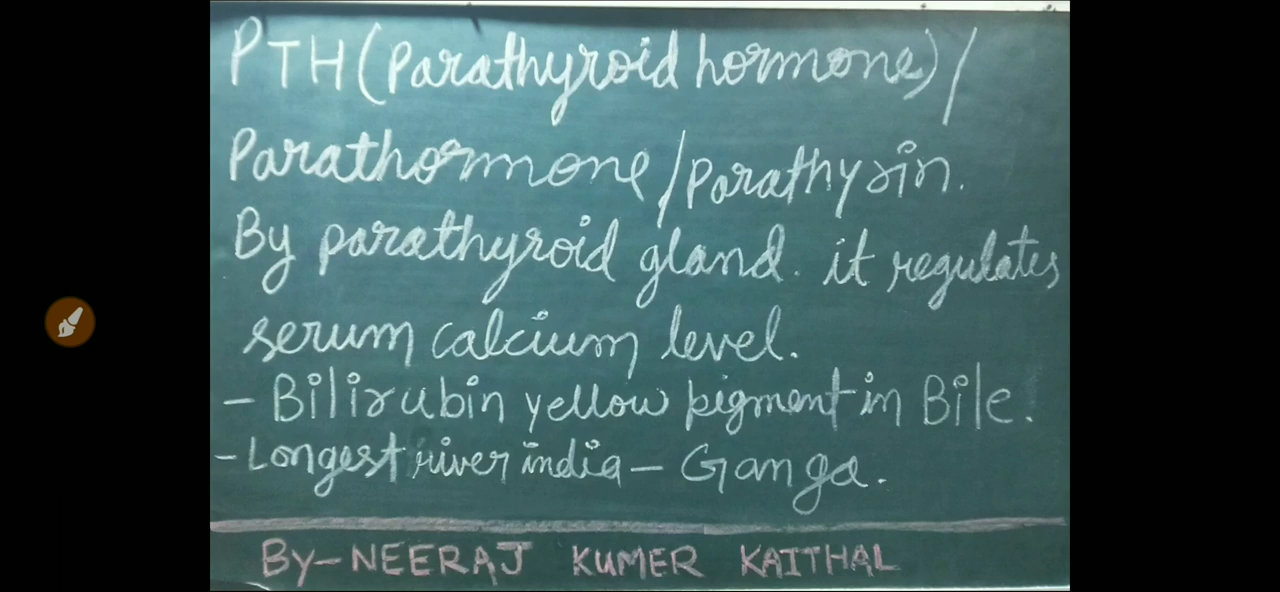 PTH (Parathyroid hormone) /
Parathormone / Parathyrin.
By parathyroid gland. it regulates
serum calcium level.
- Bilirubin yellow pigment in Bile.
- Longest river india - Ganga.
By- NEERAJ KUMER KAITHAL